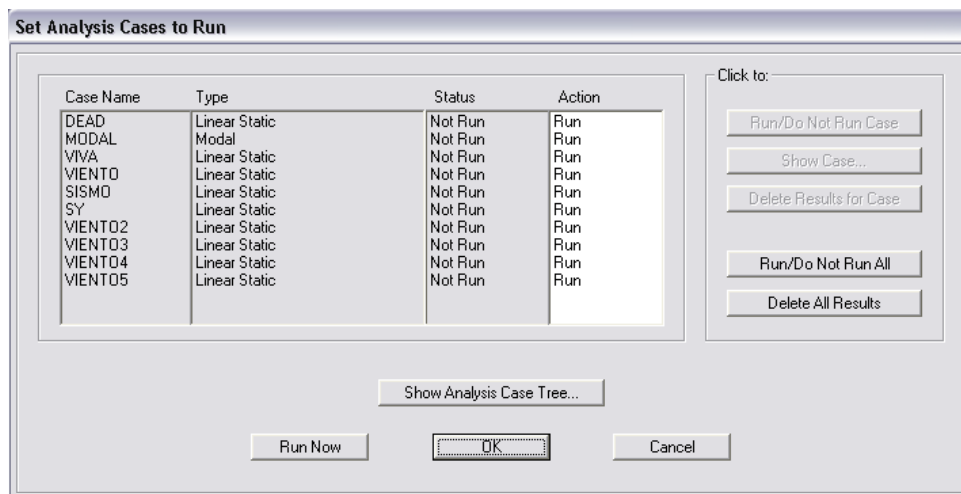 Set Analysis Cases to Run
Case Name Type Status Action
DEAD Linear Static Not Run Run
MODAL Modal Not Run Run
VIVA Linear Static Not Run Run
VIENTO Linear Static Not Run Run
SISMO Linear Static Not Run Run
SY Linear Static Not Run Run
VIENTO2 Linear Static Not Run Run
VIENTO3 Linear Static Not Run Run
VIENTO4 Linear Static Not Run Run
VIENTO5 Linear Static Not Run Run
Click to:
Run/Do Not Run Case
Show Case...
Delete Results for Case
Run/Do Not Run All
Delete All Results
Show Analysis Case Tree...
Run Now OK Cancel